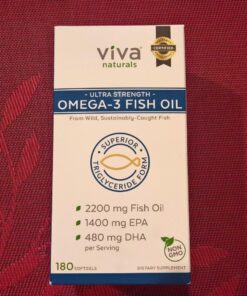 viva
naturals
CERTIFIED
ULTRA STRENGTH
OMEGA-3 FISH OIL
From Wild, Sustainably-Caught Fish
SUPERIOR
TRIGLYCERIDE FORM
2200 mg Fish Oil
1400 mg EPA
480 mg DHA
per Serving
NON
GMO
180 SOFTGELS
DIETARY SUPPLEMENT